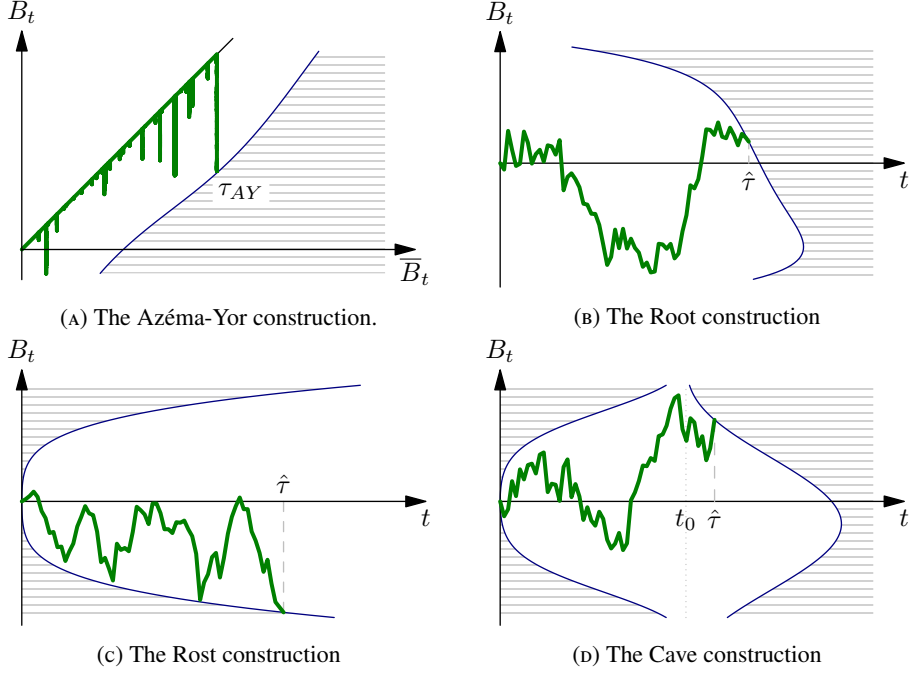 B_t
τ_AY
B̅_t
(A) The Azéma-Yor construction.
B_t
τ̂
t
(B) The Root construction
B_t
τ̂
t
(C) The Rost construction
B_t
t_0
τ̂
t
(D) The Cave construction